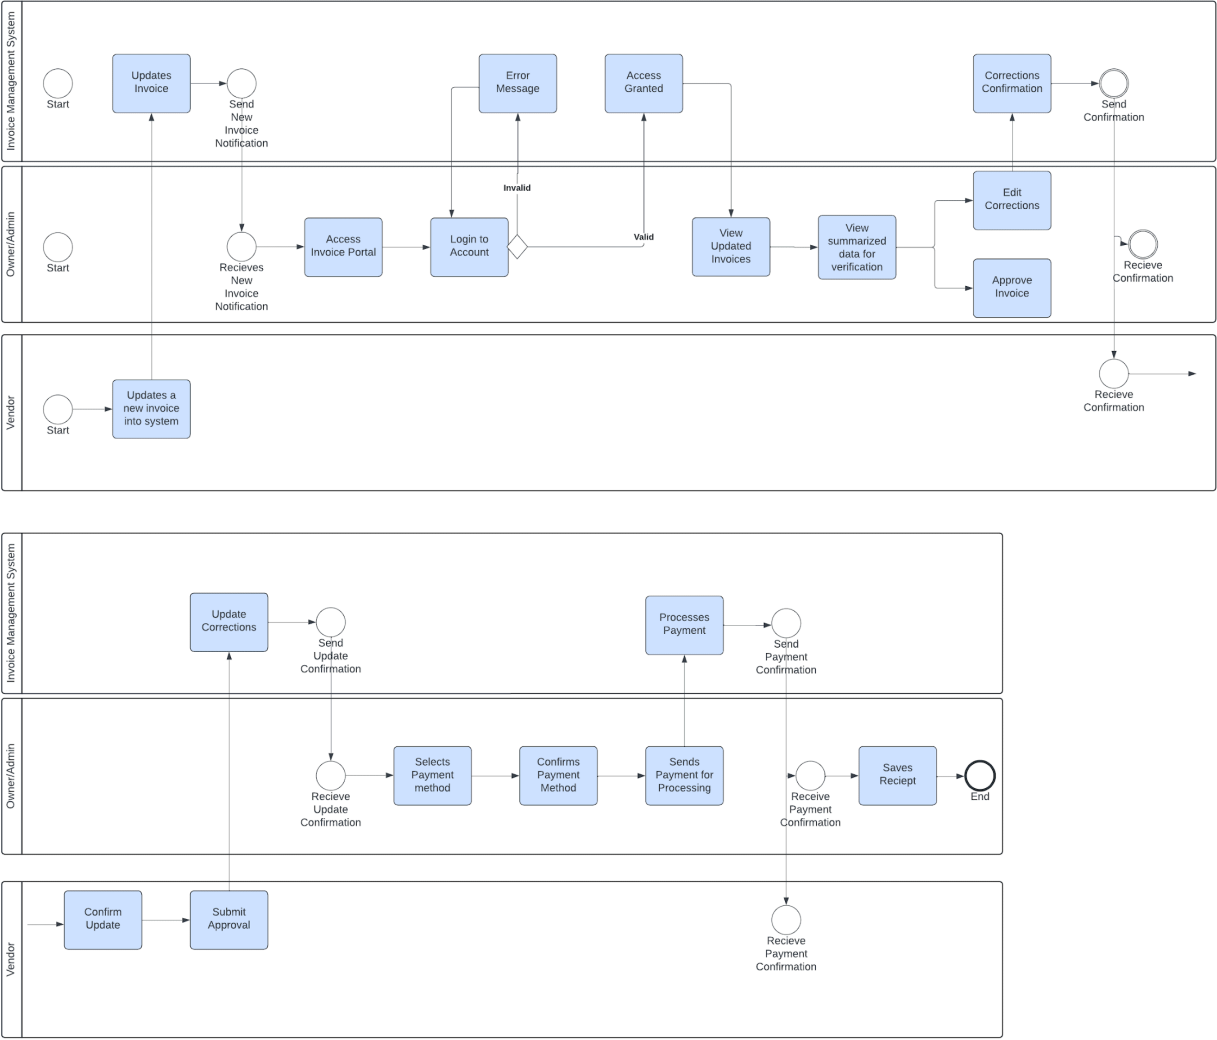 Invoice Management System
Start
Updates
Invoice
Send
New
Invoice
Notification
Error
Message
Access
Granted
Corrections
Confirmation
Send
Confirmation
Owner/Admin
Start
Recieves
New
Invoice
Notification
Access
Invoice Portal
Login to
Account
Invalid
Valid
View
Updated
Invoices
View
summarized
data for
verification
Edit
Corrections
Approve
Invoice
Recieve
Confirmation
Vendor
Start
Updates a
new invoice
into system
Recieve
Confirmation
Invoice Management System
Update
Corrections
Send
Update
Confirmation
Processes
Payment
Send
Payment
Confirmation
Owner/Admin
Recieve
Update
Confirmation
Selects
Payment
method
Confirms
Payment
Method
Sends
Payment for
Processing
Receive
Payment
Confirmation
Saves
Reciept
End
Vendor
Confirm
Update
Submit
Approval
Recieve
Payment
Confirmation